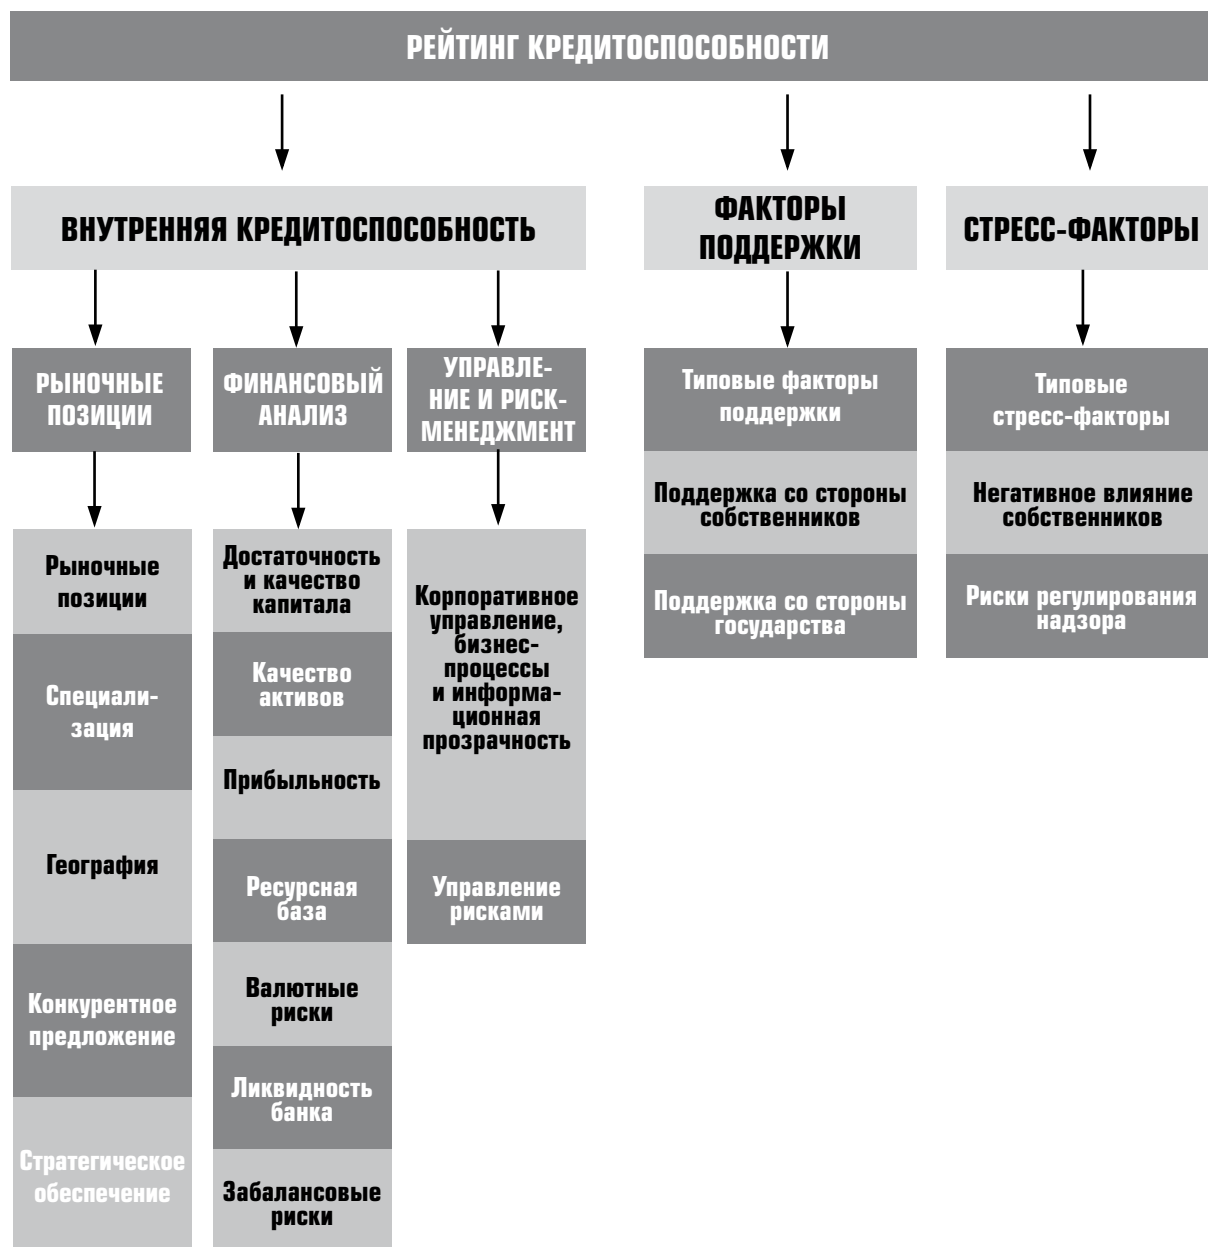 РЕЙТИНГ КРЕДИТОСПОСОБНОСТИ
ВНУТРЕННЯЯ КРЕДИТОСПОСОБНОСТЬ
ФАКТОРЫ
ПОДДЕРЖКИ
СТРЕСС-ФАКТОРЫ
РЫНОЧНЫЕ
ПОЗИЦИИ
ФИНАНСОВЫЙ
АНАЛИЗ
УПРАВЛЕ-
НИЕ И РИСК-
МЕНЕДЖМЕНТ
Типовые факторы
поддержки
Типовые
стресс-факторы
Поддержка со стороны
собственников
Негативное влияние
собственников
Поддержка со стороны
государства
Риски регулирования
надзора
Рыночные
позиции
Специали-
зация
География
Конкурентное
предложение
Стратегическое
обеспечение
Достаточность
и качество
капитала
Качество
активов
Прибыльность
Ресурсная
база
Валютные
риски
Ликвидность
банка
Забалансовые
риски
Корпоративное
управление,
бизнес-
процессы
и информа-
ционная
прозрачность
Управление
рисками